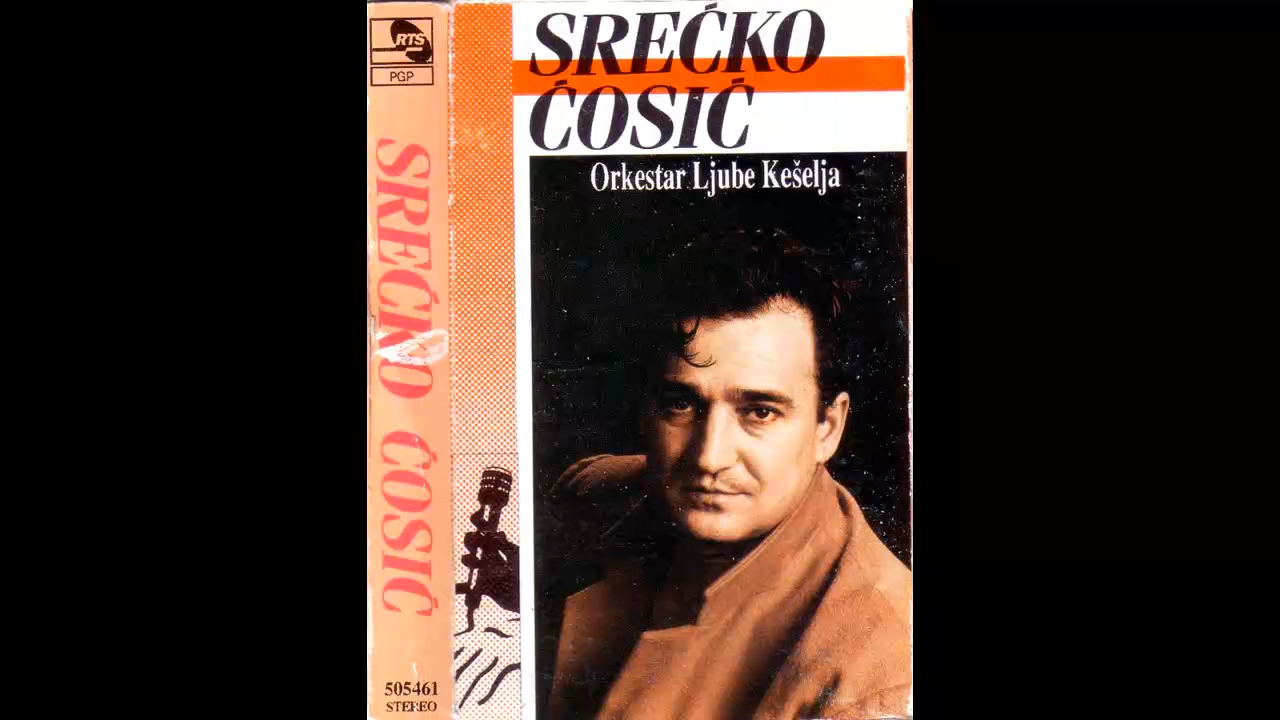 RTS
PGP
SREĆKO ĆOSIĆ
505461
STEREO
SREĆKO
ĆOSIĆ
Orkestar Ljube Kešelja